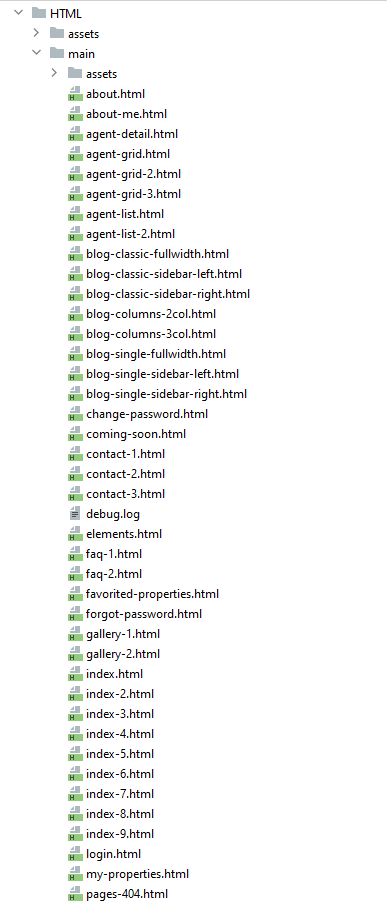 HTML
assets
main
assets
about.html
about-me.html
agent-detail.html
agent-grid.html
agent-grid-2.html
agent-grid-3.html
agent-list.html
agent-list-2.html
blog-classic-fullwidth.html
blog-classic-sidebar-left.html
blog-classic-sidebar-right.html
blog-columns-2col.html
blog-columns-3col.html
blog-single-fullwidth.html
blog-single-sidebar-left.html
blog-single-sidebar-right.html
change-password.html
coming-soon.html
contact-1.html
contact-2.html
contact-3.html
debug.log
elements.html
faq-1.html
faq-2.html
favorited-properties.html
forgot-password.html
gallery-1.html
gallery-2.html
index.html
index-2.html
index-3.html
index-4.html
index-5.html
index-6.html
index-7.html
index-8.html
index-9.html
login.html
my-properties.html
pages-404.html